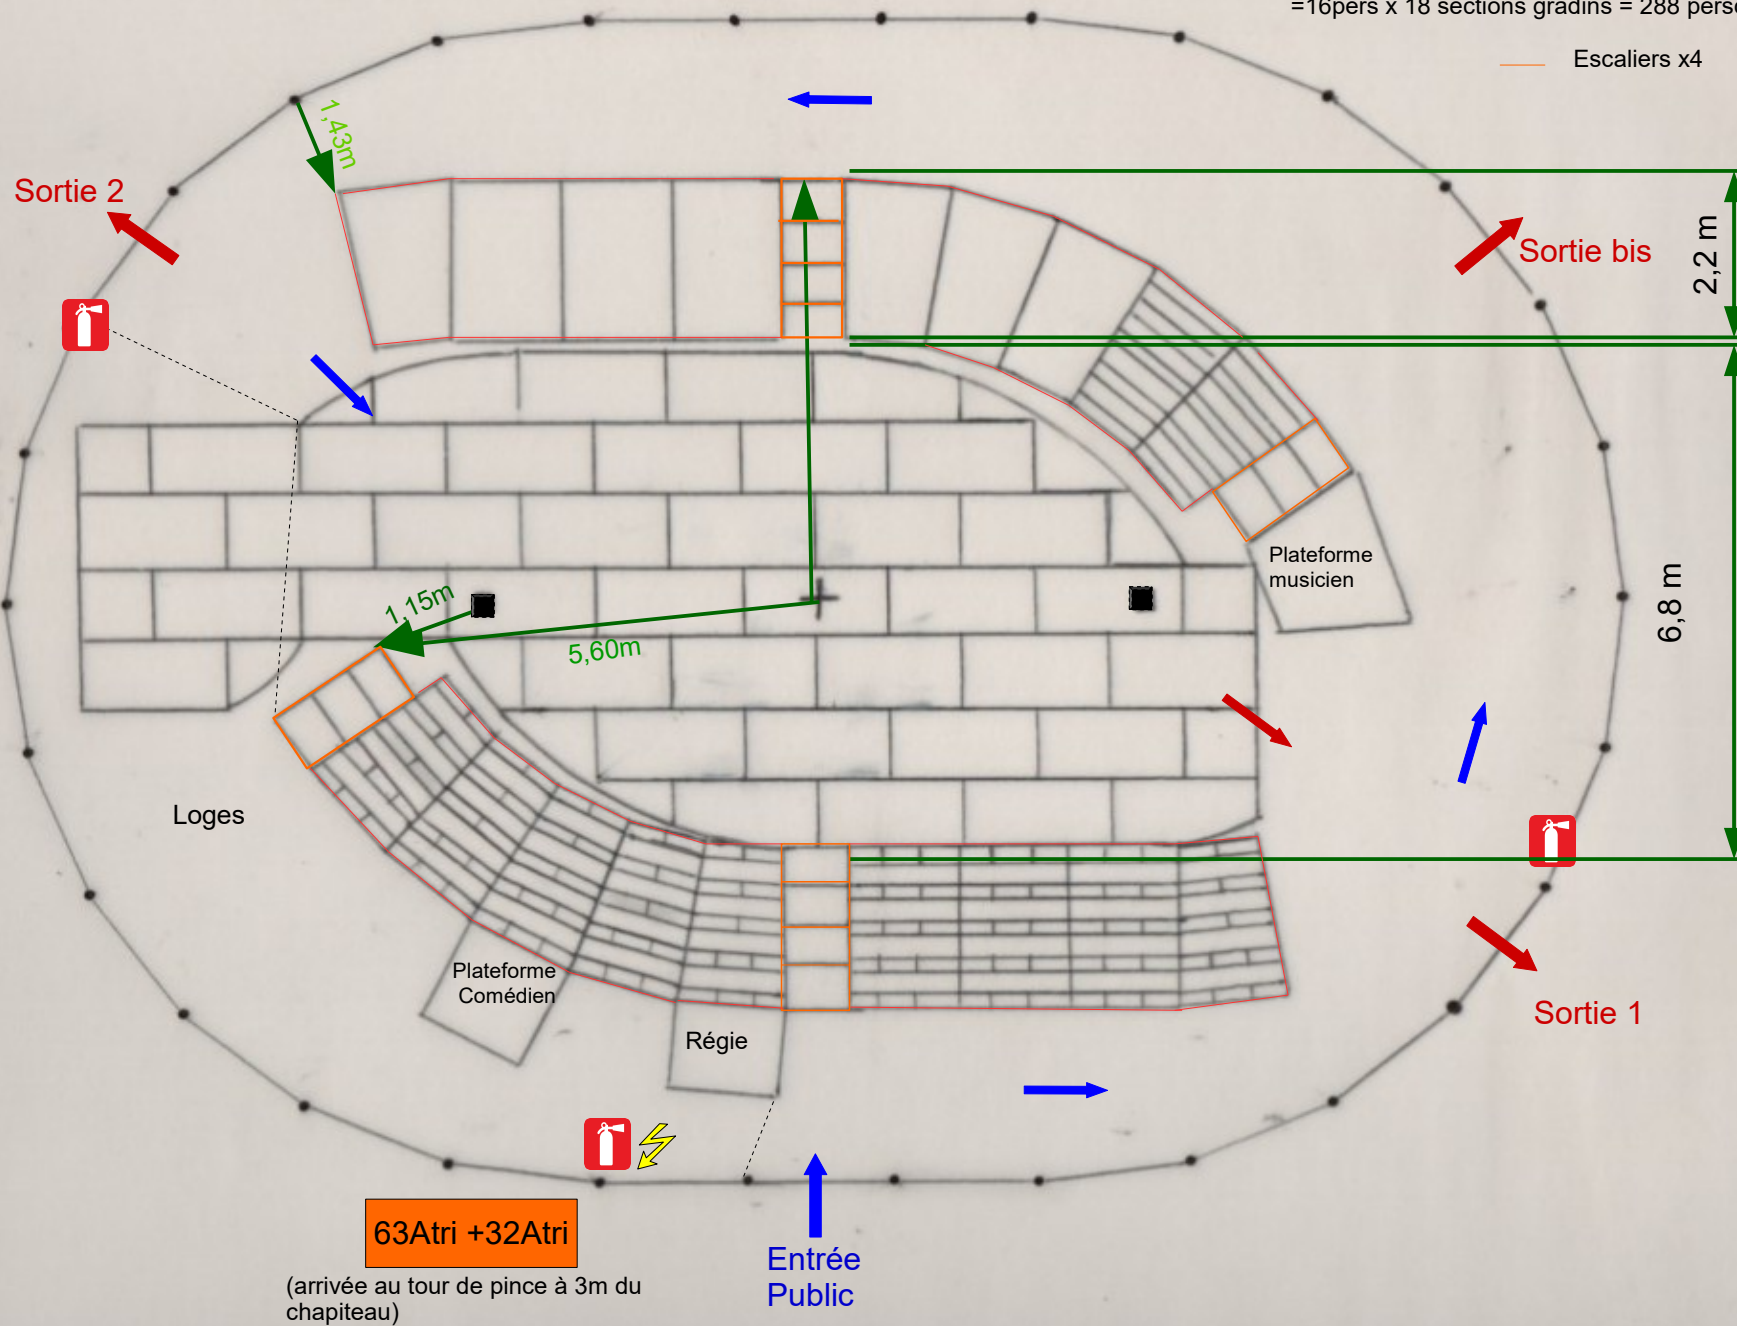 =16pers x 18 sections gradins = 288 pers
Escaliers x4
1,43m
Sortie 2
Sortie bis
2,2 m
Plateforme
musicien
1,15m
5,60m
6,8 m
Loges
Plateforme
Comédien
Régie
Sortie 1
63Atri +32Atri
(arrivée au tour de pince à 3m du
chapiteau)
Entrée
Public